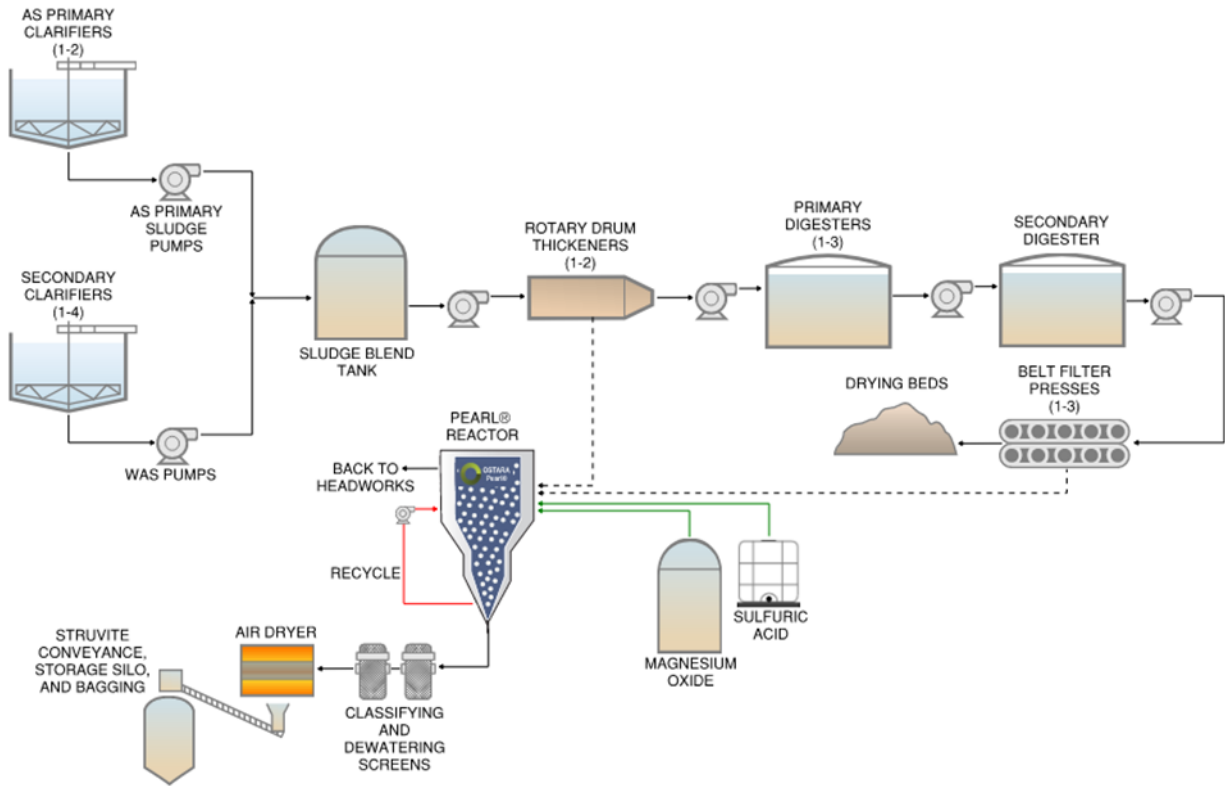 AS PRIMARY
CLARIFIERS
(1-2)
AS PRIMARY
SLUDGE
PUMPS
SECONDARY
CLARIFIERS
(1-4)
WAS PUMPS
SLUDGE BLEND
TANK
ROTARY DRUM
THICKENERS
(1-2)
PRIMARY
DIGESTERS
(1-3)
SECONDARY
DIGESTER
BELT FILTER
PRESSES
(1-3)
DRYING BEDS
PEARL®
REACTOR
OSTARA
Pearl®
BACK TO
HEADWORKS
RECYCLE
MAGNESIUM
OXIDE
SULFURIC
ACID
CLASSIFYING
AND
DEWATERING
SCREENS
AIR DRYER
STRUVITE
CONVEYANCE,
STORAGE SILO,
AND BAGGING